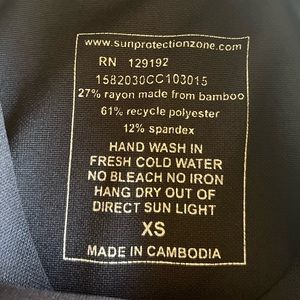 www.sunprotectionzone.com
RN 129192
1582030CC103015
27% rayon made from bamboo
61% recycle polyester
12% spandex
HAND WASH IN
FRESH COLD WATER
NO BLEACH NO IRON
HANG DRY OUT OF
DIRECT SUN LIGHT
XS
MADE IN CAMBODIA